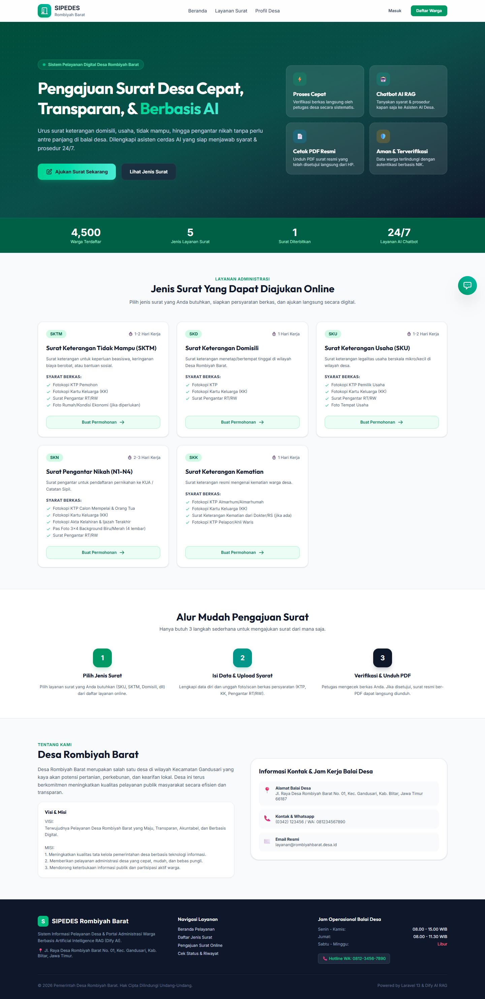 SIPEDES
Rombiyah Barat
Beranda
Layanan Surat
Profil Desa
Masuk
Daftar Warga
Sistem Pelayanan Digital Desa Rombiyah Barat
Pengajuan Surat Desa Cepat,
Transparan, & Berbasis AI
Urus surat keterangan domisili, usaha, tidak mampu, hingga pengantar nikah tanpa perlu
antre panjang di balai desa. Dilengkapi asisten cerdas AI yang siap menjawab syarat &
prosedur 24/7.
Ajukan Surat Sekarang
Lihat Jenis Surat
Proses Cepat
Verifikasi berkas langsung oleh
petugas desa secara sistematis.
Chatbot AI RAG
Tanyakan syarat & prosedur
kapan saja ke Asisten AI Desa.
Cetak PDF Resmi
Unduh PDF surat resmi yang
telah disetujui langsung dari HP.
Aman & Terverifikasi
Data warga terlindungi dengan
autentikasi berbasis NIK.
4,500
Warga Terdaftar
5
Jenis Layanan Surat
1
Surat Diterbitkan
24/7
Layanan AI Chatbot
LAYANAN ADMINISTRASI
Jenis Surat Yang Dapat Diajukan Online
Pilih jenis surat yang Anda butuhkan, siapkan persyaratan berkas, dan ajukan langsung secara digital.
SKTM
1-2 Hari Kerja
Surat Keterangan Tidak Mampu (SKTM)
Surat keterangan untuk keperluan beasiswa, keringanan
biaya berobat, atau bantuan sosial.
SYARAT BERKAS:
Fotokopi KTP Pemohon
Fotokopi Kartu Keluarga (KK)
Surat Pengantar RT/RW
Foto Rumah/Kondisi Ekonomi (jika diperlukan)
Buat Permohonan
SKD
1 Hari Kerja
Surat Keterangan Domisili
Surat keterangan menetap/bertempat tinggal di wilayah
Desa Rombiyah Barat.
SYARAT BERKAS:
Fotokopi KTP
Fotokopi Kartu Keluarga (KK)
Surat Pengantar RT/RW
Buat Permohonan
SKU
1-2 Hari Kerja
Surat Keterangan Usaha (SKU)
Surat keterangan legalitas usaha berskala mikro/kecil di
wilayah desa.
SYARAT BERKAS:
Fotokopi KTP Pemilik Usaha
Fotokopi Kartu Keluarga (KK)
Surat Pengantar RT/RW
Foto Tempat Usaha
Buat Permohonan
SKN
2-3 Hari Kerja
Surat Pengantar Nikah (N1-N4)
Surat pengantar untuk pendaftaran pernikahan ke KUA /
Catatan Sipil.
SYARAT BERKAS:
Fotokopi KTP Calon Mempelai & Orang Tua
Fotokopi Kartu Keluarga (KK)
Fotokopi Akta Kelahiran & Ijazah Terakhir
Pas Foto 3x4 Background Biru/Merah (4 lembar)
Surat Pengantar RT/RW
Buat Permohonan
SKK
1 Hari Kerja
Surat Keterangan Kematian
Surat keterangan resmi mengenai kematian warga desa.
SYARAT BERKAS:
Fotokopi KTP Almarhum/Almarhumah
Fotokopi Kartu Keluarga (KK)
Surat Keterangan Kematian dari Dokter/RS (jika ada)
Fotokopi KTP Pelapor/Ahli Waris
Buat Permohonan
Alur Mudah Pengajuan Surat
Hanya butuh 3 langkah sederhana untuk mengajukan surat dari mana saja.
1
Pilih Jenis Surat
Pilih layanan surat yang Anda butuhkan (SKU, SKTM, Domisili, dll)
dari daftar layanan online.
2
Isi Data & Upload Syarat
Lengkapi data diri dan unggah foto/scan berkas persyaratan (KTP,
KK, Pengantar RT/RW).
3
Verifikasi & Unduh PDF
Petugas mengecek berkas Anda. Jika disetujui, surat resmi ber-
PDF dapat langsung diunduh.
TENTANG KAMI
Desa Rombiyah Barat
Desa Rombiyah Barat merupakan salah satu desa di wilayah Kecamatan Gandusari yang
kaya akan potensi pertanian, perkebunan, dan kearifan lokal. Desa ini terus
berkomitmen meningkatkan kualitas pelayanan publik masyarakat secara efisien dan
transparan.
Visi & Misi
VISI:
Terwujudnya Pelayanan Desa Rombiyah Barat yang Maju, Transparan, Akuntabel, dan Berbasis
Digital.
MISI:
1. Meningkatkan kualitas tata kelola pemerintahan desa berbasis teknologi informasi.
2. Memberikan pelayanan administrasi desa yang cepat, mudah, dan bebas pungli.
3. Mendorong keterbukaan informasi publik dan partisipasi aktif warga.
Informasi Kontak & Jam Kerja Balai Desa
Alamat Balai Desa
Jl. Raya Desa Rombiyah Barat No. 01, Kec. Gandusari, Kab. Blitar, Jawa Timur
66187
Kontak & Whatsapp
(0342) 123456 / WA: 081234567890
Email Resmi
layanan@rombiyahbarat.desa.id
S
SIPEDES Rombiyah Barat
Sistem Informasi Pelayanan Desa & Portal Administrasi Warga
Berbasis Artificial Intelligence RAG (Dify AI).
Jl. Raya Desa Rombiyah Barat No. 01, Kec. Gandusari, Kab.
Blitar, Jawa Timur.
Navigasi Layanan
Beranda Pelayanan
Daftar Jenis Surat
Pengajuan Surat Online
Cek Status & Riwayat
Jam Operasional Balai Desa
Senin - Kamis: 08.00 - 15.00 WIB
Jumat: 08.00 - 11.30 WIB
Sabtu - Minggu: Libur
Hotline WA: 0812-3456-7890
© 2026 Pemerintah Desa Rombiyah Barat. Hak Cipta Dilindungi Undang-Undang.
Powered by Laravel 13 & Dify AI RAG